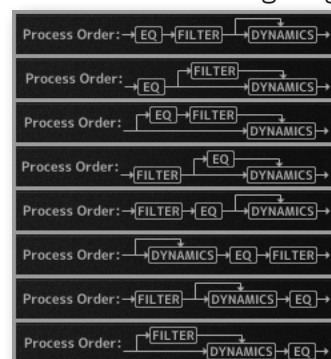 Process Order: EQ FILTER DYNAMICS
FILTER
Process Order: EQ DYNAMICS
EQ FILTER
Process Order: DYNAMICS
EQ
Process Order: FILTER DYNAMICS
Process Order: FILTER EQ DYNAMICS
Process Order: DYNAMICS EQ FILTER
Process Order: FILTER DYNAMICS EQ
FILTER
Process Order: DYNAMICS EQ